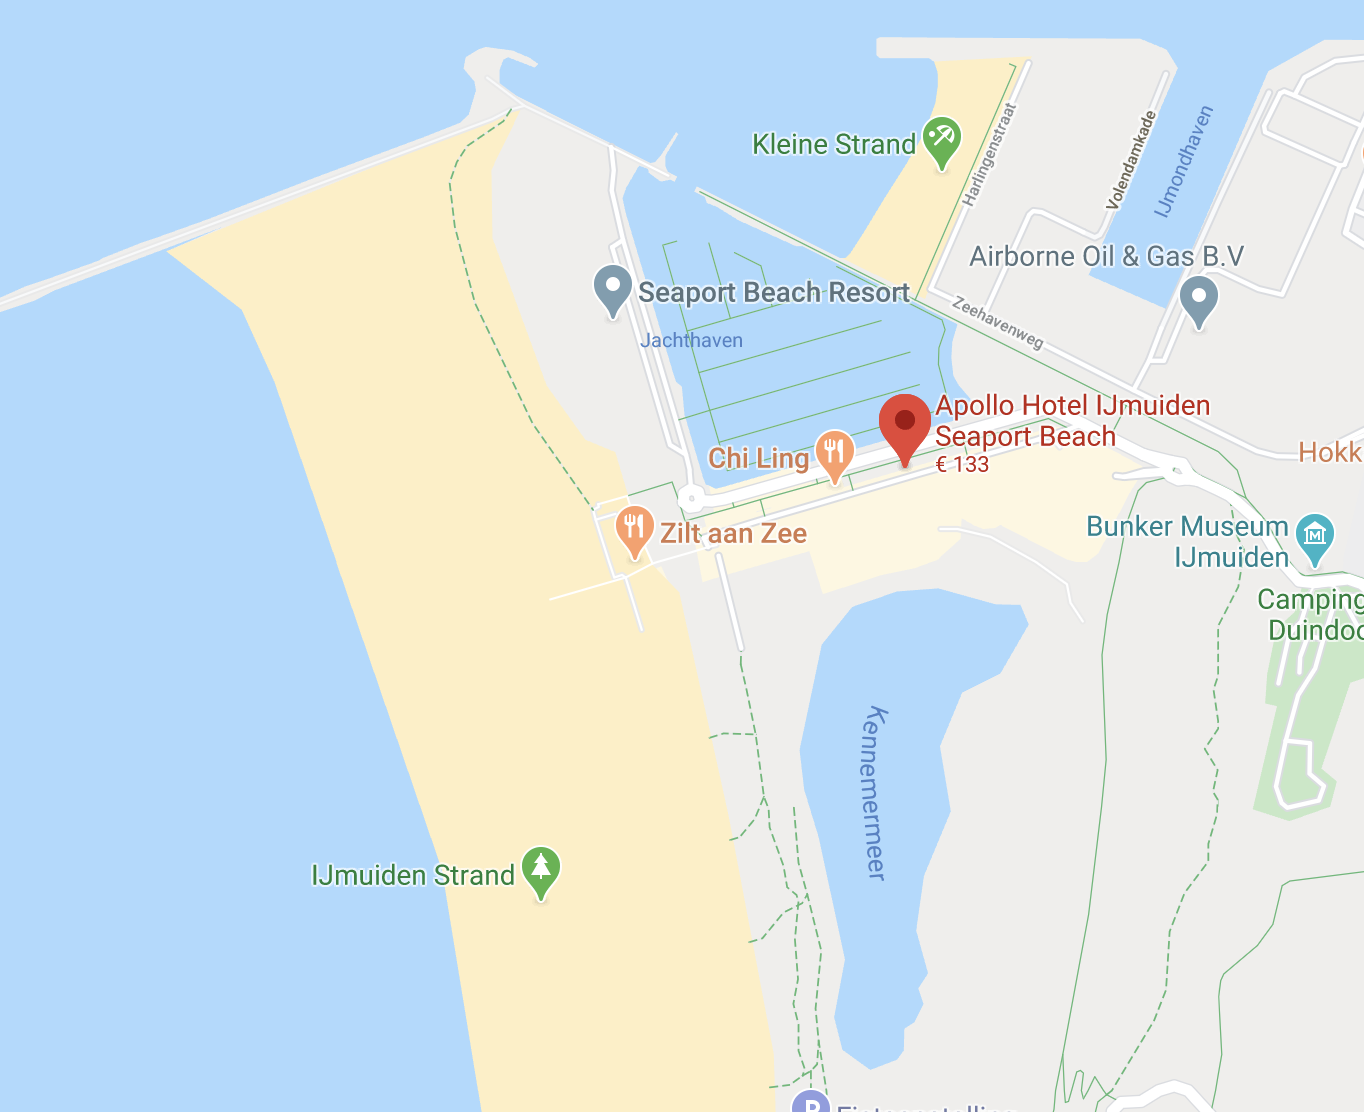 Kleine Strand
Harlingenstraat
Volendamkade
IJmondhaven
Airborne Oil & Gas B.V
Seaport Beach Resort
Zeehavenweg
Jachthaven
Apollo Hotel IJmuiden
Seaport Beach
€ 133
Chi Ling
Hokk
Zilt aan Zee
Bunker Museum
IJmuiden
Camping
Duindoo
Kennemermeer
IJmuiden Strand
P